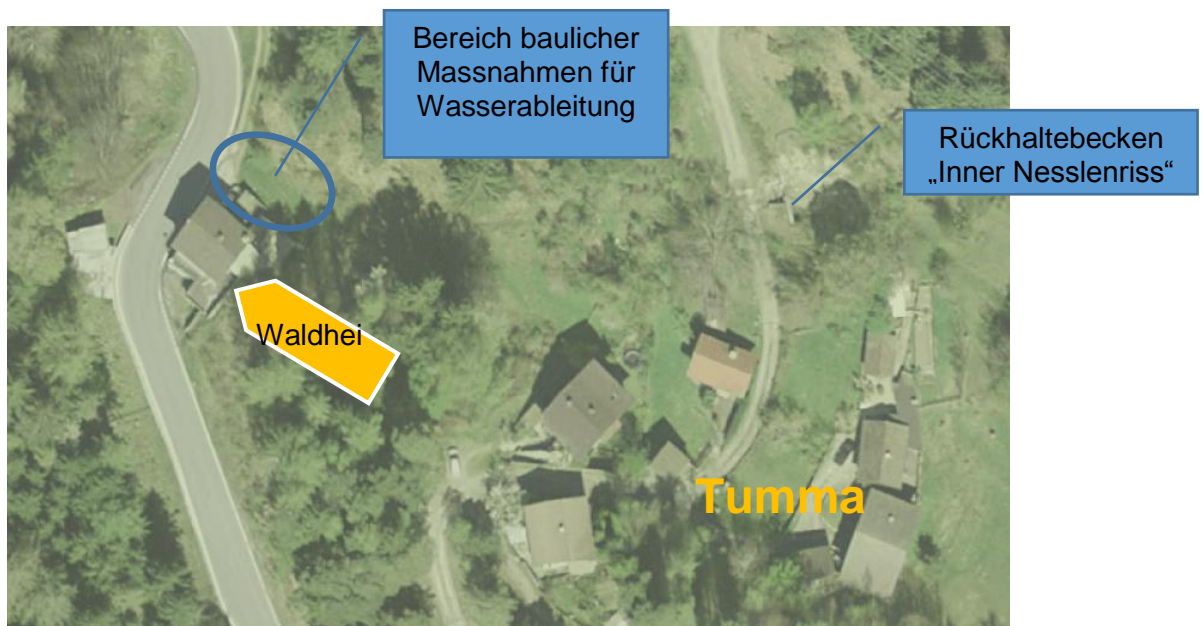 Bereich baulicher
Massnahmen für
Wasserableitung
Rückhaltebecken
„Inner Nesslenriss“
Waldhei
Tumma